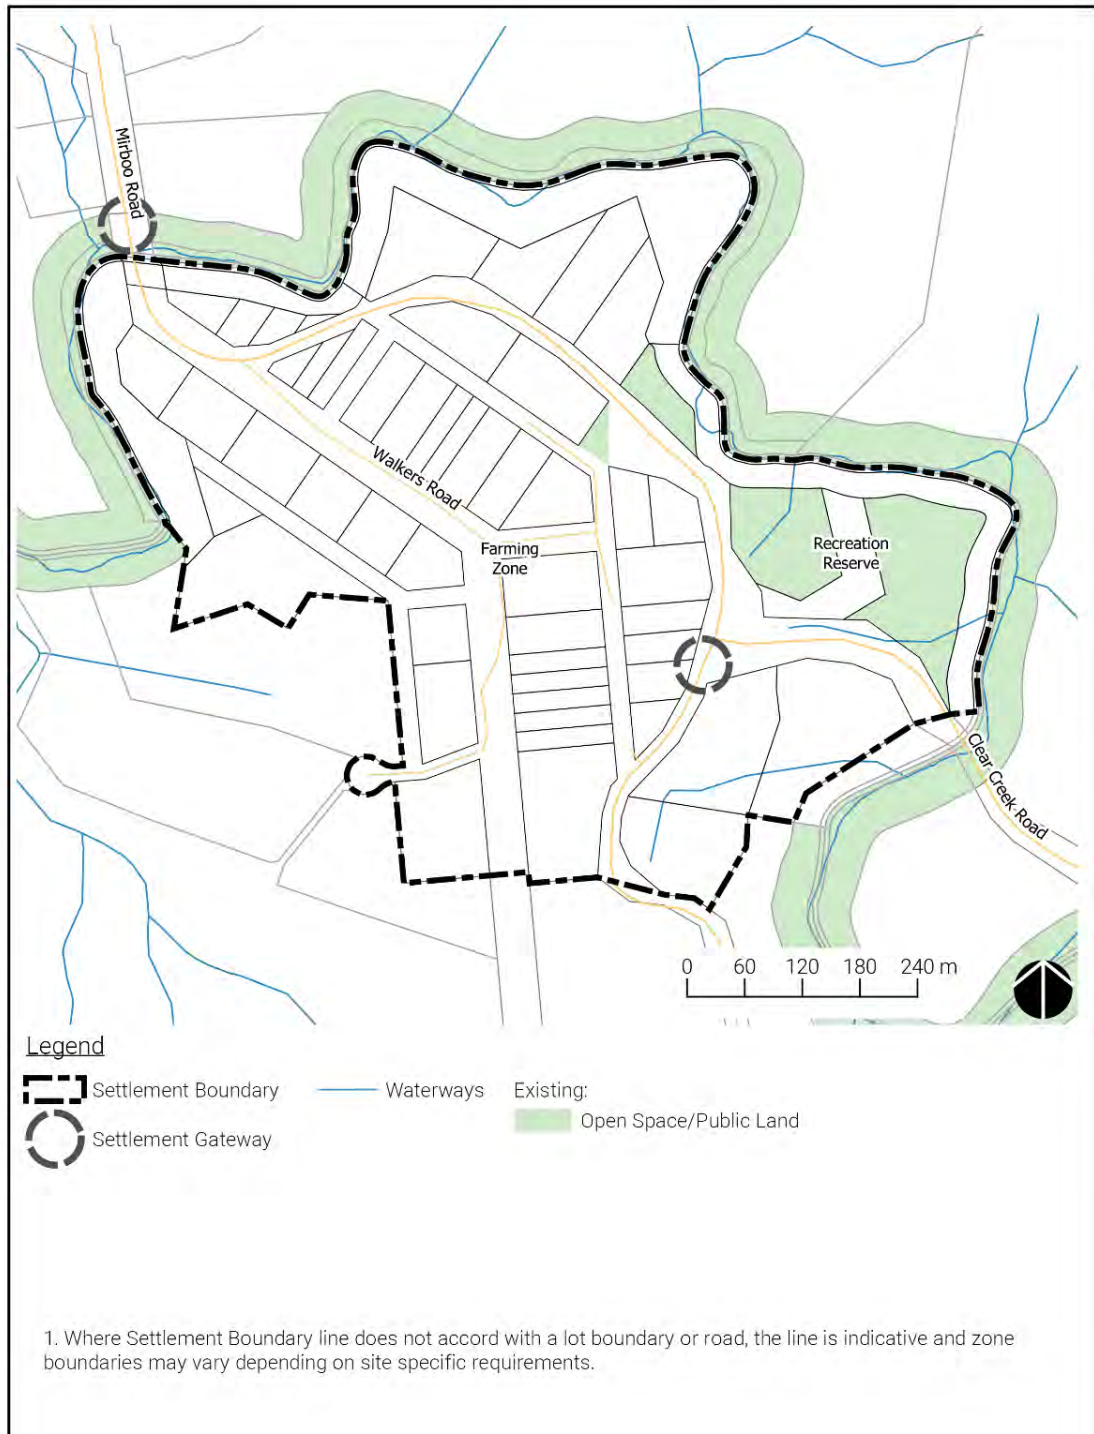 Mirboo Road
Walkers Road
Farming
Zone
Recreation
Reserve
Clear Creek Road
0 60 120 180 240 m
Legend
Settlement Boundary
Waterways
Existing:
Open Space/Public Land
Settlement Gateway
1. Where Settlement Boundary line does not accord with a lot boundary or road, the line is indicative and zone
boundaries may vary depending on site specific requirements.